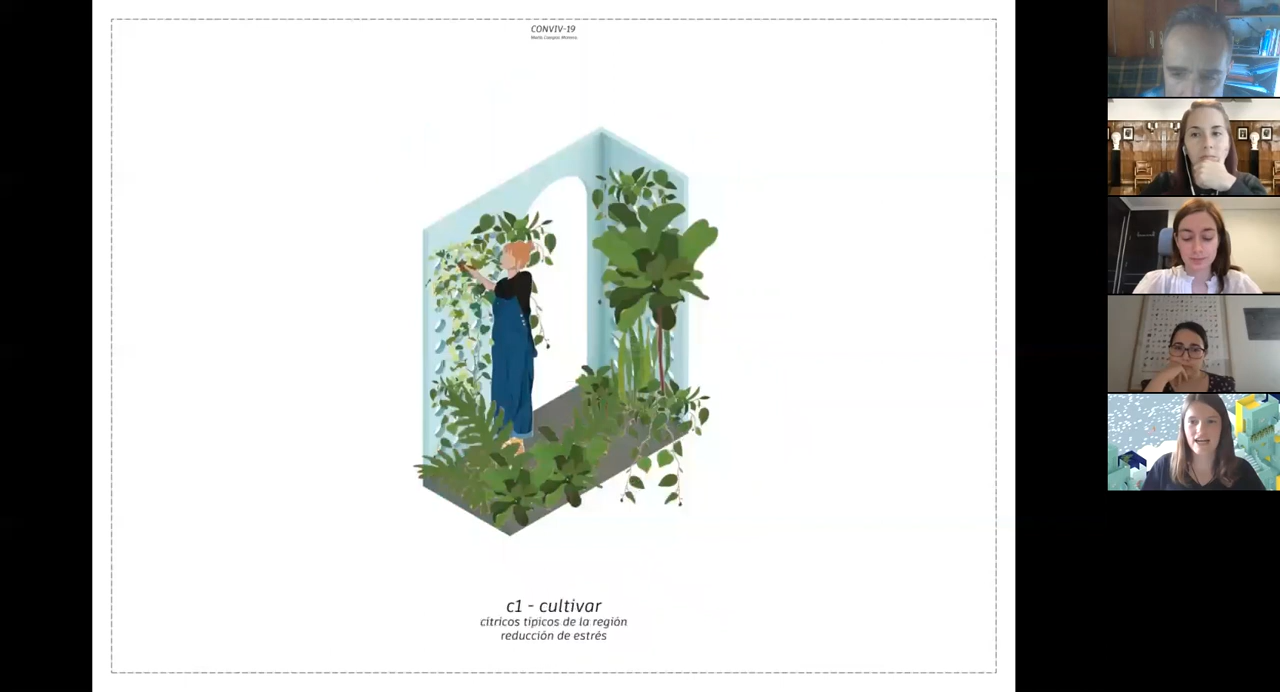 CONVIV-19
c1 - cultivar
cítricos típicos de la región
reducción de estrés